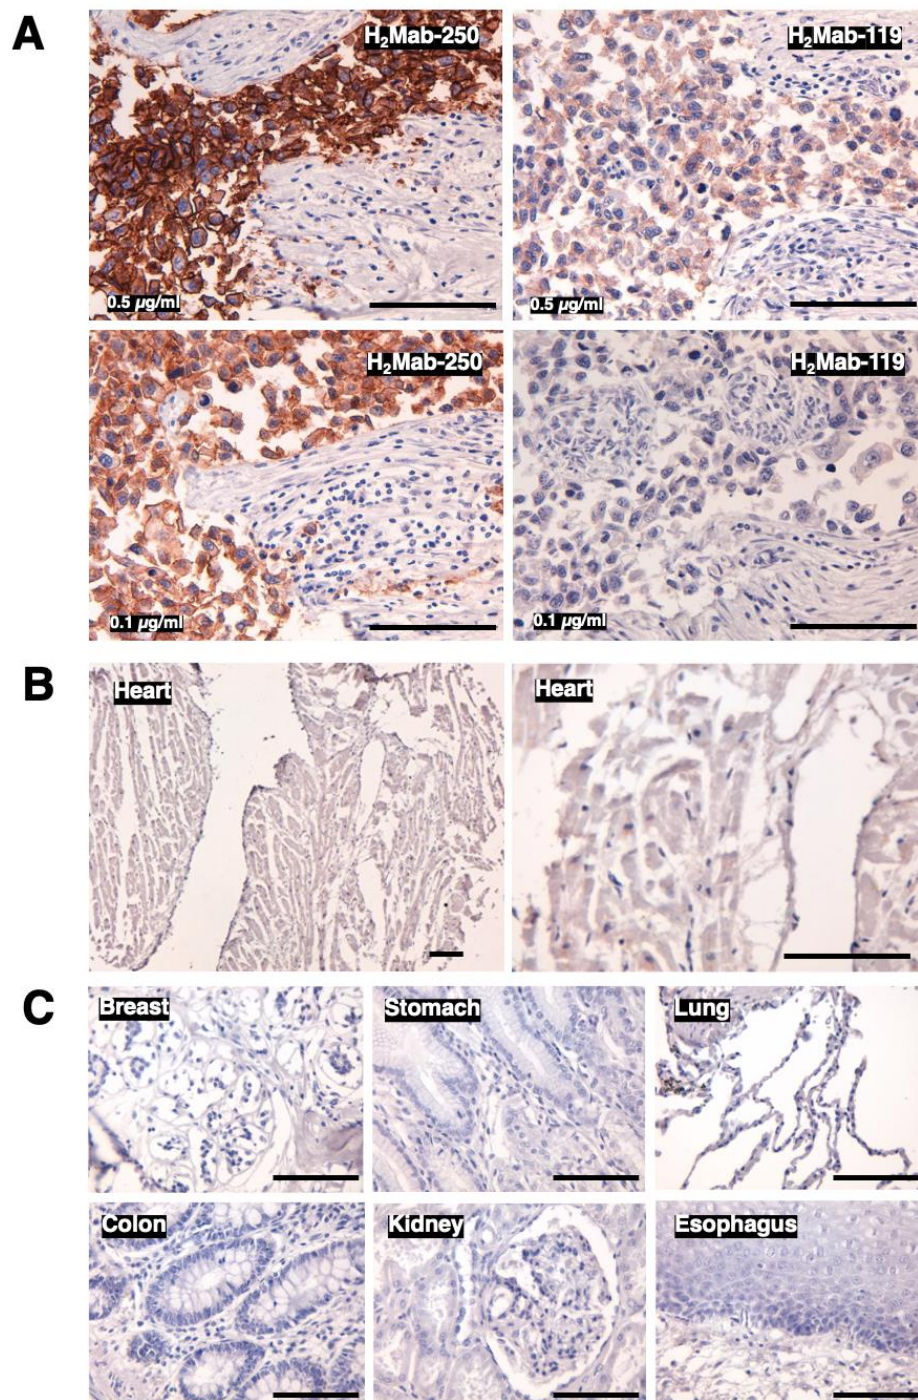 A
H₂Mab-250
H₂Mab-119
0.5 µg/ml
0.5 µg/ml
H₂Mab-250
H₂Mab-119
0.1 µg/ml
0.1 µg/ml
B
Heart
Heart
C
Breast
Stomach
Lung
Colon
Kidney
Esophagus